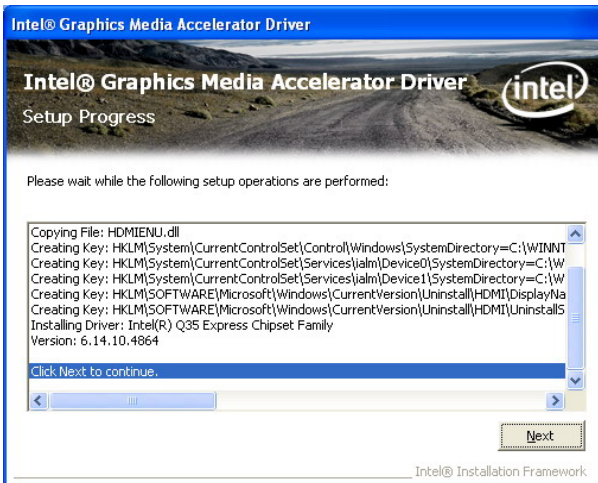 Intel® Graphics Media Accelerator Driver
Intel® Graphics Media Accelerator Driver
intel
Setup Progress
Please wait while the following setup operations are performed:
Copying File: HDMIENU.dll
Creating Key: HKLM\System\CurrentControlSet\Control\Windows\SystemDirectory=C:\WINNT
Creating Key: HKLM\System\CurrentControlSet\Services\ialm\Device0\SystemDirectory=C:\W
Creating Key: HKLM\System\CurrentControlSet\Services\ialm\Device1\SystemDirectory=C:\W
Creating Key: HKLM\SOFTWARE\Microsoft\Windows\CurrentVersion\Uninstall\HDMI\DisplayNa
Creating Key: HKLM\SOFTWARE\Microsoft\Windows\CurrentVersion\Uninstall\HDMI\UninstallS
Installing Driver: Intel(R) Q35 Express Chipset Family
Version: 6.14.10.4864
Click Next to continue.
Next
Intel® Installation Framework